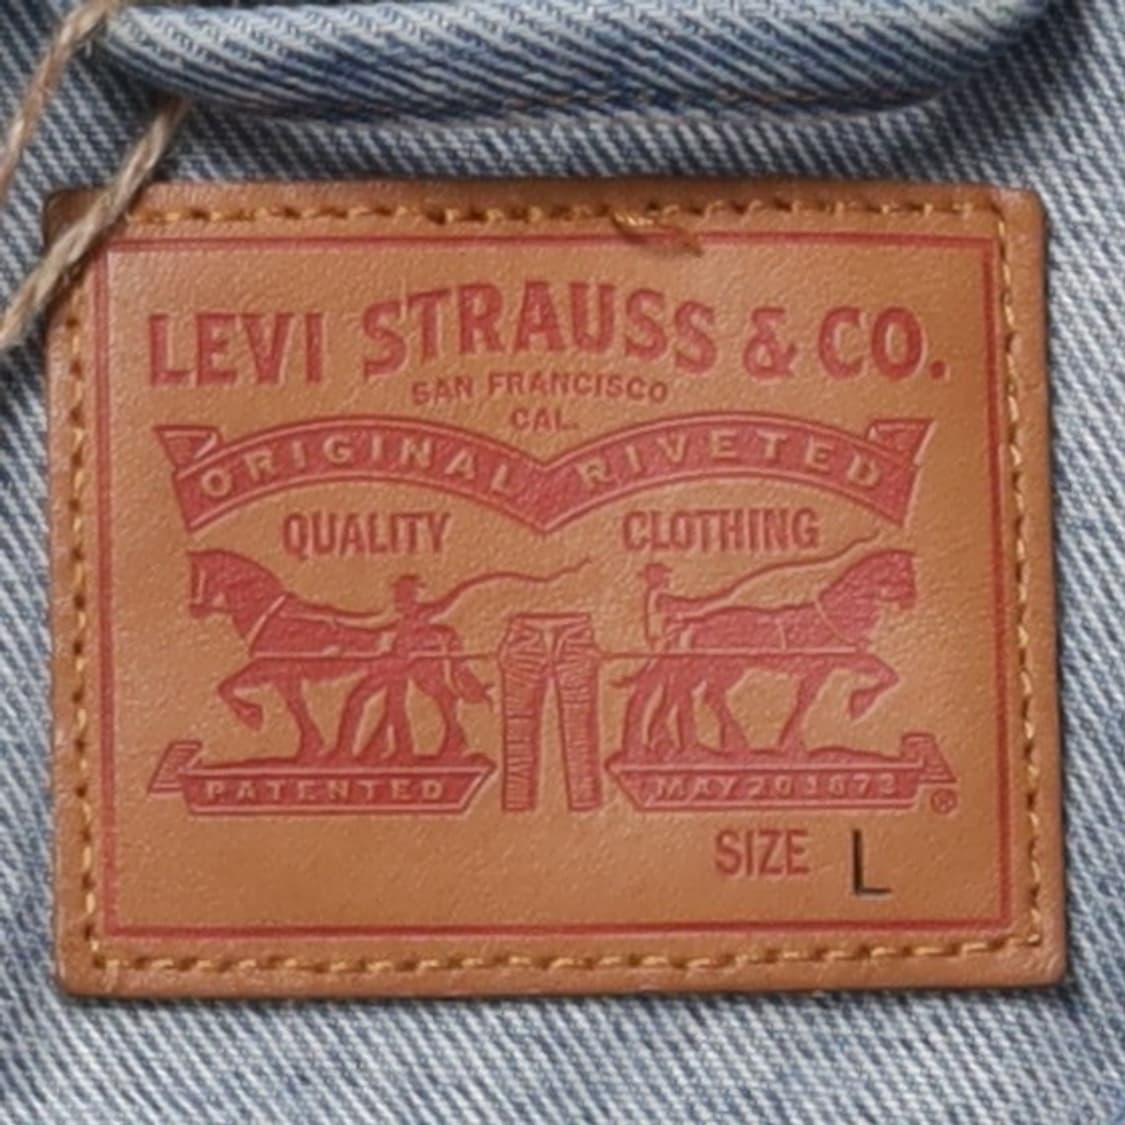 LEVI STRAUSS & CO.
SAN FRANCISCO
CAL.
ORIGINAL RIVETED
QUALITY CLOTHING
PATENTED MAY 20 1873
®
SIZE L